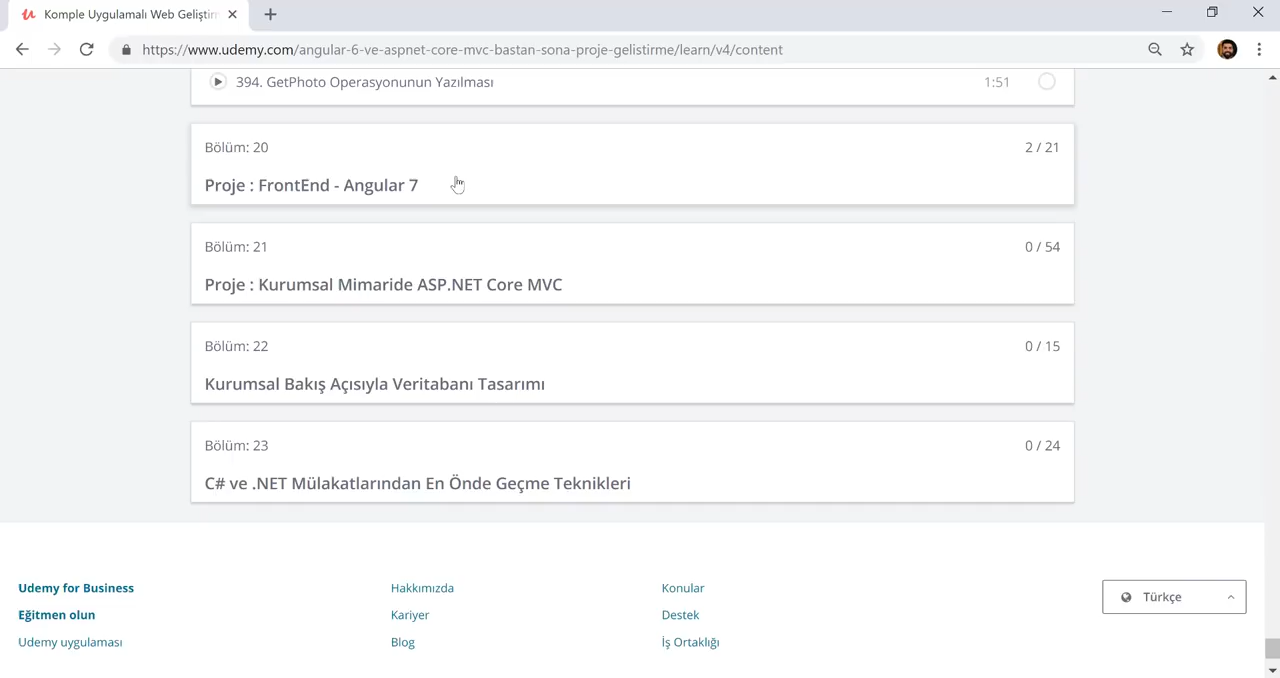 Komple Uygulamalı Web Geliştirm
https://www.udemy.com/angular-6-ve-aspnet-core-mvc-bastan-sona-proje-gelistirme/learn/v4/content
394. GetPhoto Operasyonunun Yazılması 1:51
Bölüm: 20 2 / 21
Proje : FrontEnd - Angular 7
Bölüm: 21 0 / 54
Proje : Kurumsal Mimaride ASP.NET Core MVC
Bölüm: 22 0 / 15
Kurumsal Bakış Açısıyla Veritabanı Tasarımı
Bölüm: 23 0 / 24
C# ve .NET Mülakatlarından En Önde Geçme Teknikleri
Udemy for Business Hakkımızda Konular Türkçe
Eğitmen olun Kariyer Destek
Udemy uygulaması Blog İş Ortaklığı